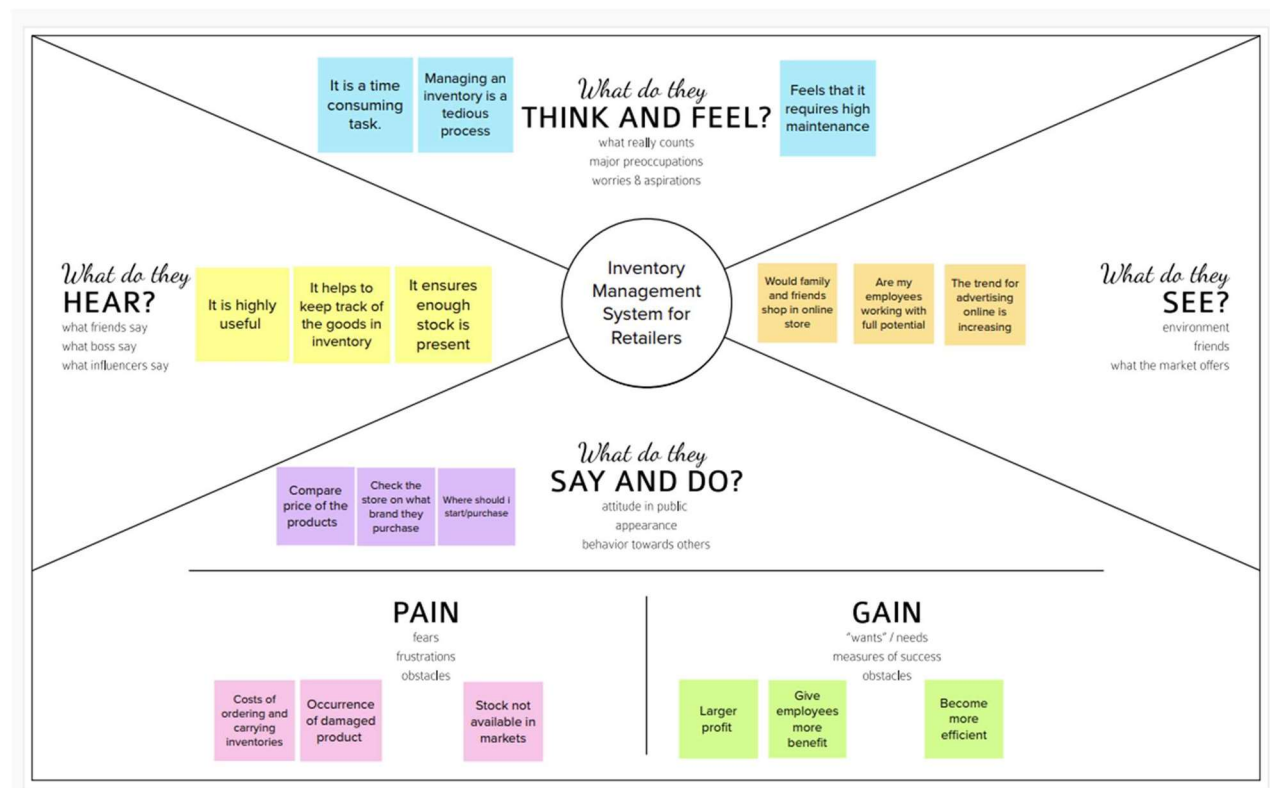 It is a time
consuming
task.
Managing an
inventory is a
tedious
process
What do they
THINK AND FEEL?
what really counts
major preoccupations
worries & aspirations
Feels that it
requires high
maintenance
What do they
HEAR?
what friends say
what boss say
what influencers say
It is highly
useful
It helps to
keep track of
the goods in
inventory
It ensures
enough
stock is
present
Inventory
Management
System for
Retailers
Would family
and friends
shop in online
store
Are my
employees
working with
full potential
The trend for
advertising
online is
increasing
What do they
SEE?
environment
friends
what the market offers
Compare
price of the
products
Check the
store on what
brand they
purchase
Where should i
start/purchase
What do they
SAY AND DO?
attitude in public
appearance
behavior towards others
PAIN
fears
frustrations
obstacles
Costs of
ordering and
carrying
inventories
Occurrence
of damaged
product
Stock not
available in
markets
GAIN
"wants" / needs
measures of success
obstacles
Larger
profit
Give
employees
more
benefit
Become
more
efficient